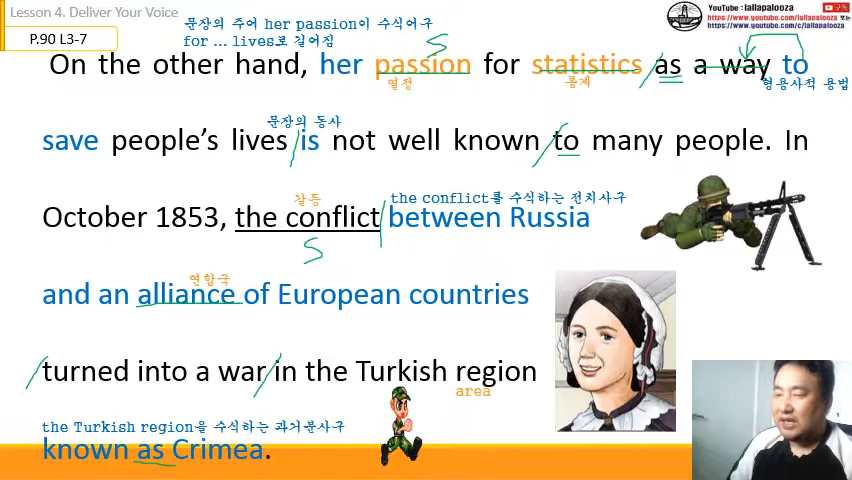 Lesson 4. Deliver Your Voice
P.90 L3-7
문장의 주어 her passion이 수식어구
for ... lives로 길어짐
YouTube : lallapalooza 구독
https://www.youtube.com/lallapalooza 또는
https://www.youtube.com/c/lallapalooza
S
On the other hand, her passion for statistics as a way to
열정 통계 형용사적 용법
문장의 동사
save people's lives is not well known to many people. In
갈등 the conflict를 수식하는 전치사구
October 1853, the conflict between Russia
S
연합국
and an alliance of European countries
turned into a war in the Turkish region
area
the Turkish region을 수식하는 과거분사구
known as Crimea.